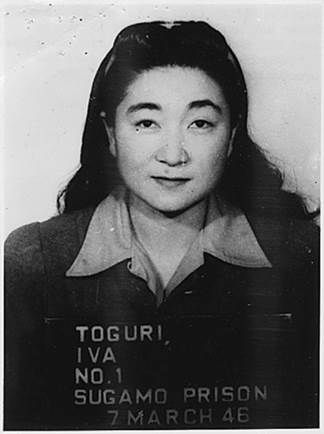 TOGURI,
IVA
NO.1
SUGAMO PRISON
7 MARCH 46